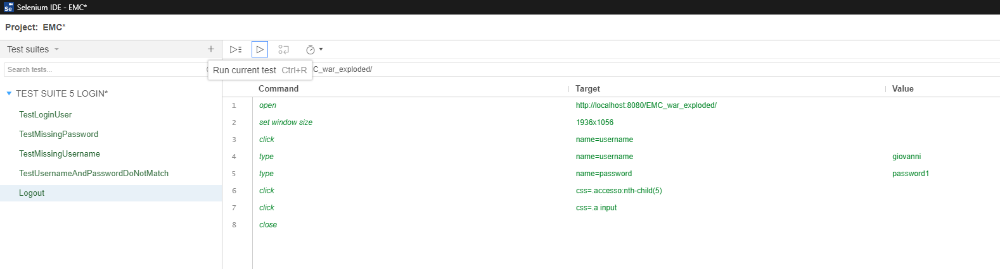 Se Selenium IDE - EMC*
Project: EMC*
Test suites +
Search tests...
Run current test Ctrl+R
C_war_exploded/
Command Target Value
TEST SUITE 5 LOGIN*
1 open http://localhost:8080/EMC_war_exploded/
TestLoginUser
2 set window size 1936x1056
TestMissingPassword
3 click name=username
TestMissingUsername
4 type name=username giovanni
TestUsernameAndPasswordDoNotMatch
5 type name=password password1
Logout
6 click css=.accesso:nth-child(5)
7 click css=.a input
8 close